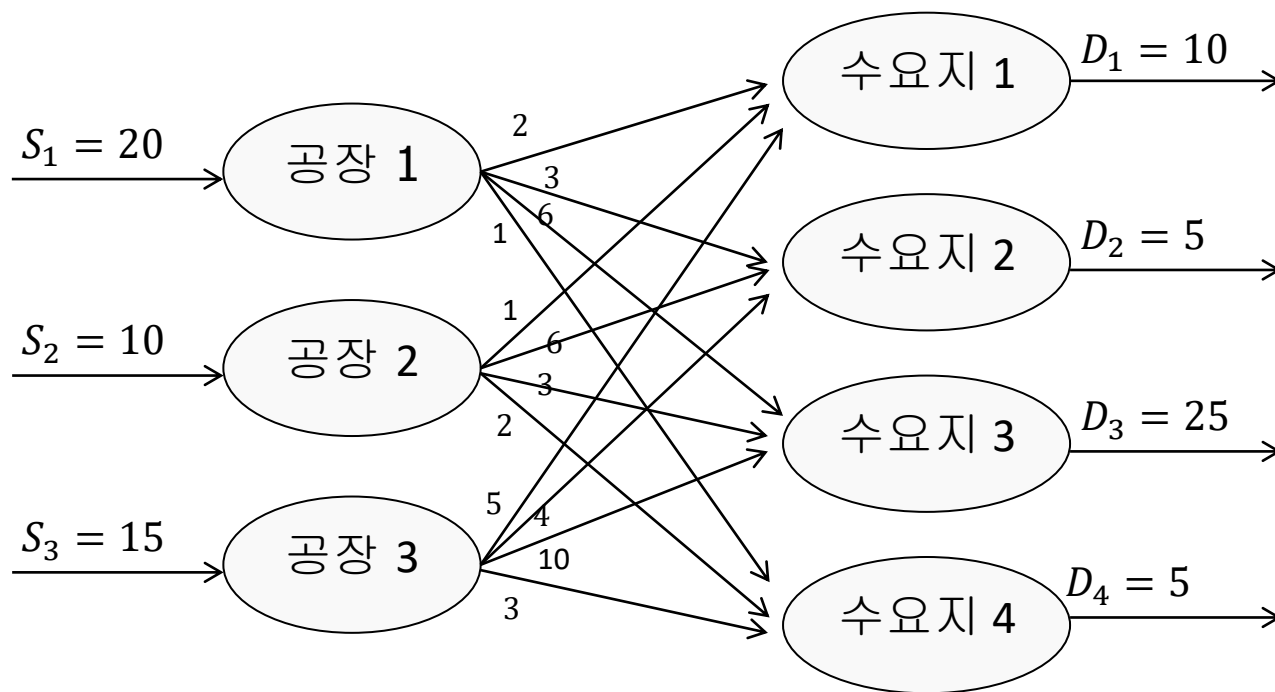 S₁ = 20
공장 1
S₂ = 10
공장 2
S₃ = 15
공장 3
2
3
6
1
1
6
3
2
5
4
10
3
수요지 1
D₁ = 10
수요지 2
D₂ = 5
수요지 3
D₃ = 25
수요지 4
D₄ = 5